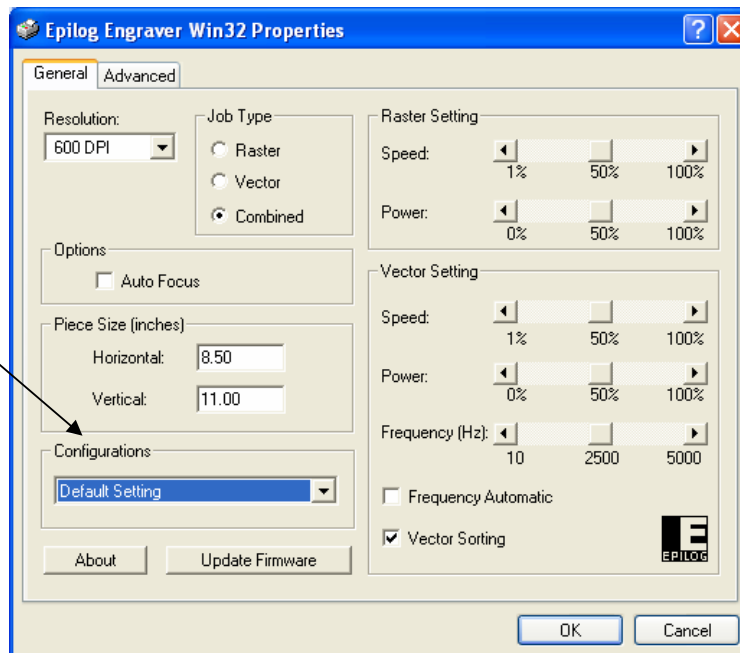 Epilog Engraver Win32 Properties
General
Advanced
Resolution:
600 DPI
Job Type
Raster
Vector
Combined
Options
Auto Focus
Piece Size (inches)
Horizontal: 8.50
Vertical: 11.00
Configurations
Default Setting
About
Update Firmware
Raster Setting
Speed:
1% 50% 100%
Power:
0% 50% 100%
Vector Setting
Speed:
1% 50% 100%
Power:
0% 50% 100%
Frequency (Hz):
10 2500 5000
Frequency Automatic
Vector Sorting
EPILOG
OK
Cancel